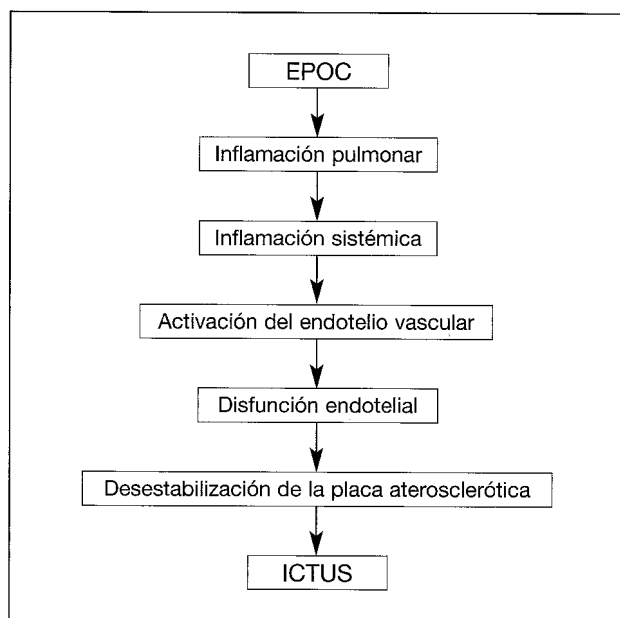 EPOC
Inflamación pulmonar
Inflamación sistémica
Activación del endotelio vascular
Disfunción endotelial
Desestabilización de la placa aterosclerótica
ICTUS